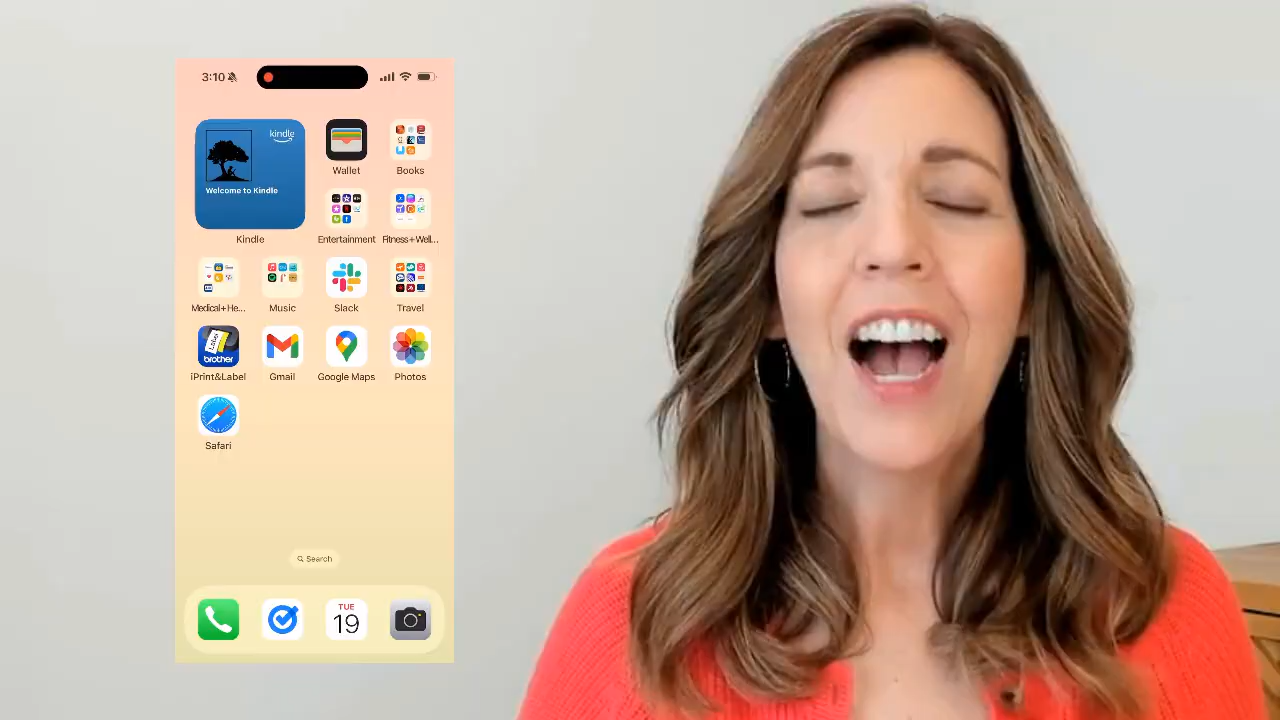 3:10
kindle
Welcome to Kindle
Kindle
Wallet
Books
Entertainment
Fitness+Well...
Medical+He...
Music
Slack
Travel
brother
iPrint&Label
Gmail
Google Maps
Photos
Safari
Search
TUE
19